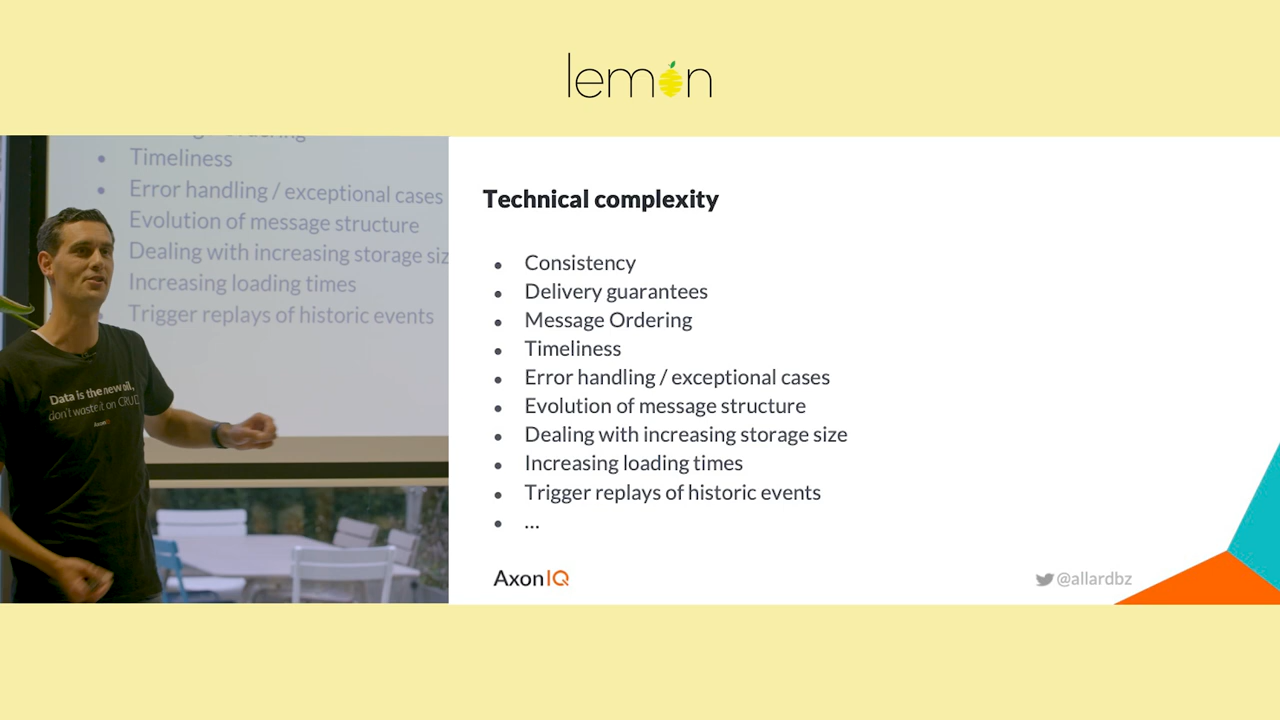 lemon
Timeliness
Error handling / exceptional cases
Evolution of message structure
Dealing with increasing storage siz
Increasing loading times
Trigger replays of historic events
Data is the new oil,
don't waste it on CRUD
AxonIQ
Technical complexity
• Consistency
• Delivery guarantees
• Message Ordering
• Timeliness
• Error handling / exceptional cases
• Evolution of message structure
• Dealing with increasing storage size
• Increasing loading times
• Trigger replays of historic events
• ...
AxonIQ
@allardbz